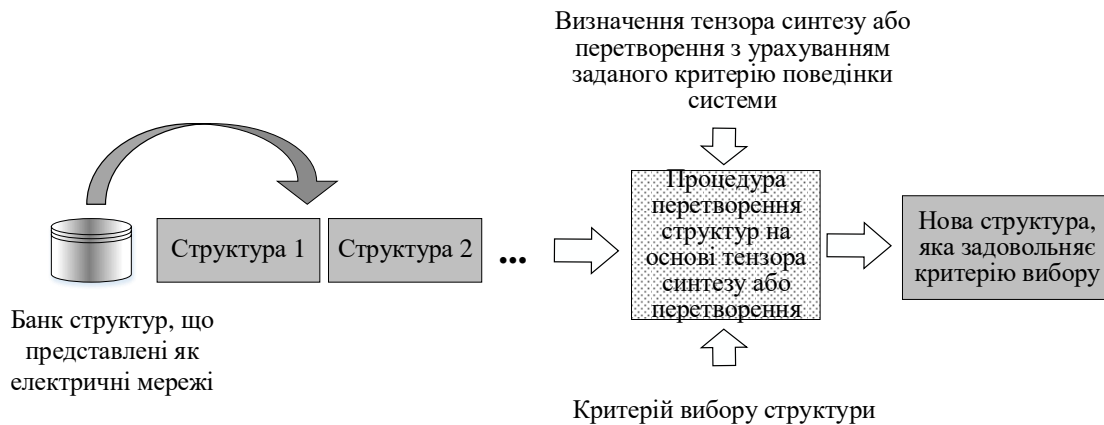 Визначення тензора синтезу або
перетворення з урахуванням
заданого критерію поведінки
системи
Структура 1
Структура 2
...
Процедура
перетворення
структур на
основі тензора
синтезу або
перетворення
Нова структура,
яка задовольняє
критерію вибору
Банк структур, що
представлені як
електричні мережі
Критерій вибору структури